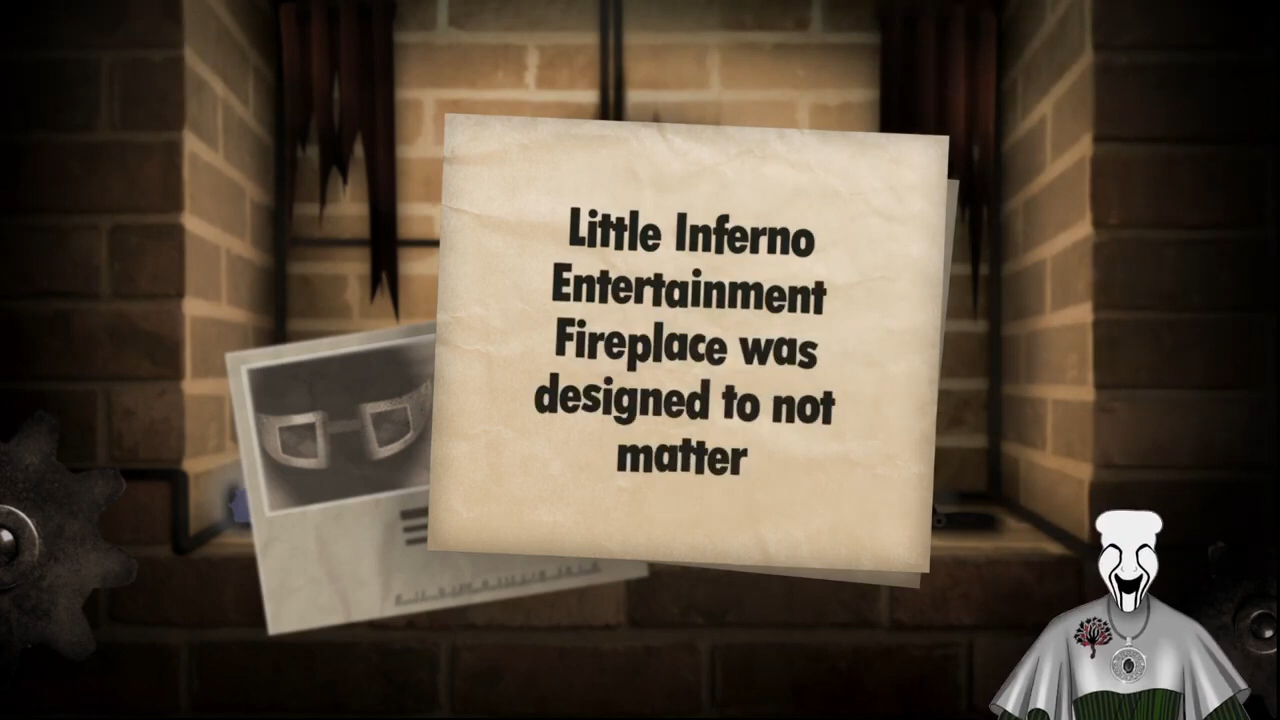 Little Inferno
Entertainment
Fireplace was
designed to not
matter